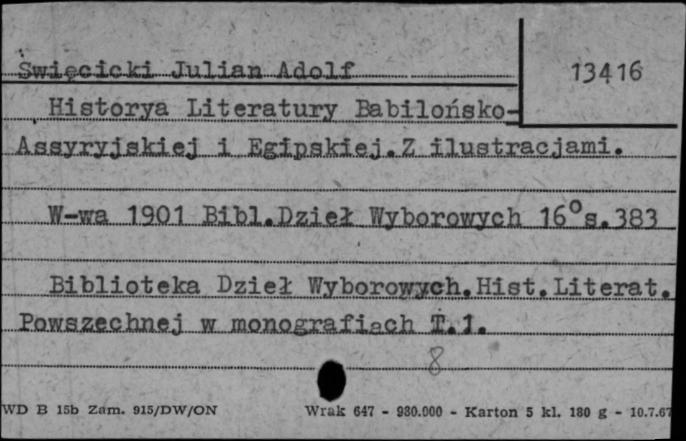 Święcicki Julian Adolf
13416
Historya Literatury Babilońsko-
Assyryjskiej i Egipskiej.Z ilustracjami.
W-wa 1901 Bibl.Dzieł Wyborowych 16°s.383
Biblioteka Dzieł Wyborowych.Hist.Literat.
Powszechnej w monografiach T.1.
8
WD B 15b Zam. 915/DW/ON Wrak 647 - 980.000 - Karton 5 kl. 180 g - 10.7.67